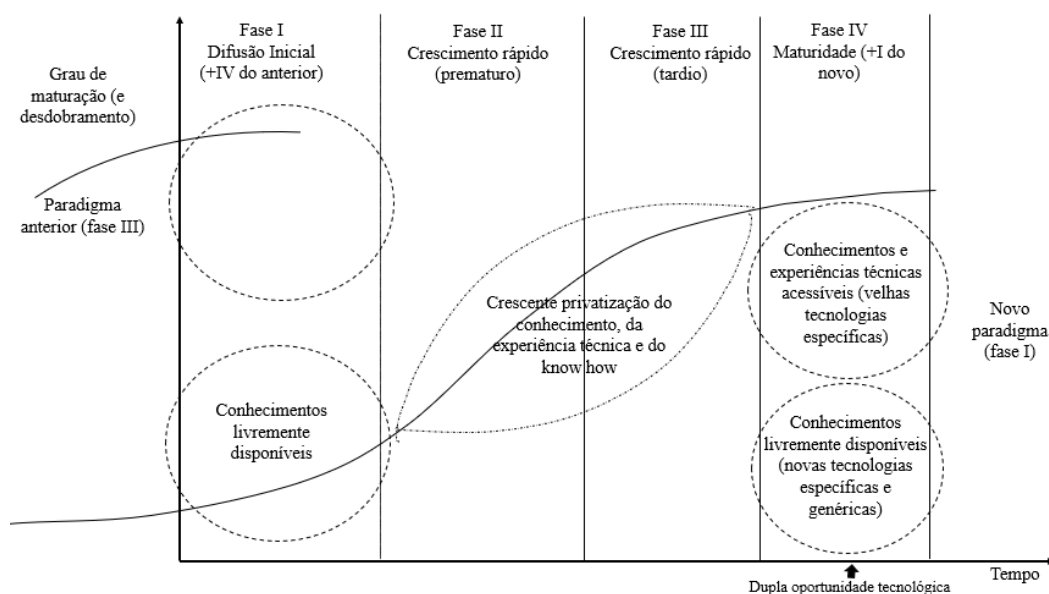 Grau de
maturação (e
desdobramento)
Paradigma
anterior (fase III)
Fase I
Difusão Inicial
(+IV do anterior)
Conhecimentos
livremente
disponíveis
Fase II
Crescimento rápido
(prematuro)
Fase III
Crescimento rápido
(tardio)
Crescente privatização do
conhecimento, da
experiência técnica e do
know how
Fase IV
Maturidade (+I do
novo)
Conhecimentos e
experiências técnicas
acessíveis (velhas
tecnologias
específicas)
Conhecimentos
livremente disponíveis
(novas tecnologias
específicas e
genéricas)
Novo
paradigma
(fase I)
Tempo
Dupla oportunidade tecnológica